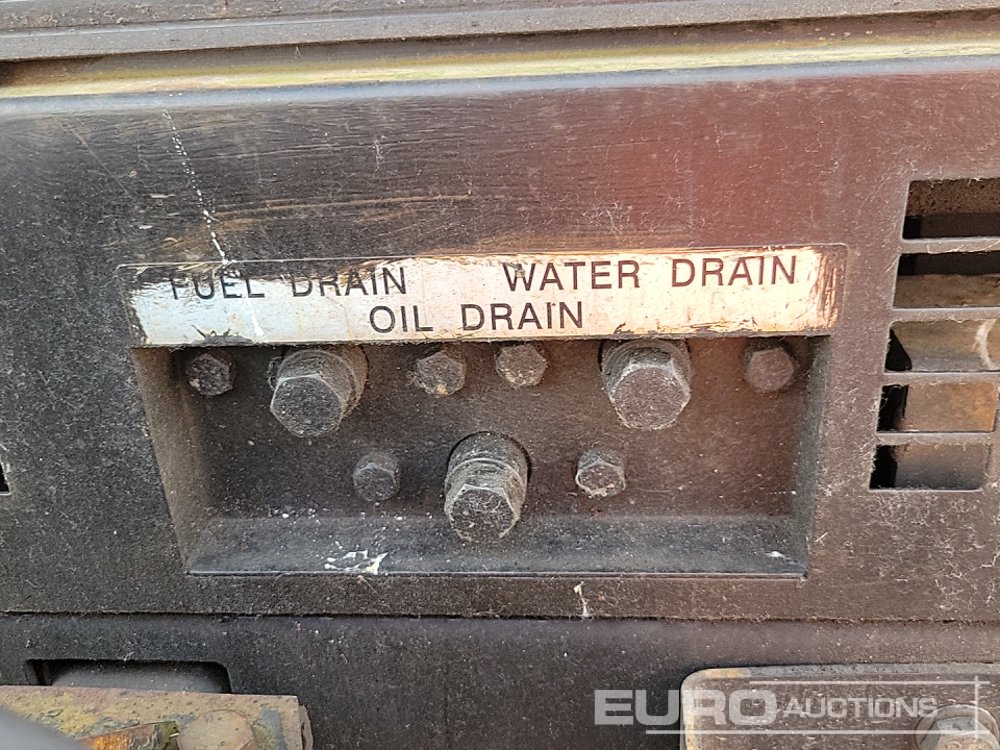 FUEL DRAIN WATER DRAIN
OIL DRAIN
EURO AUCTIONS